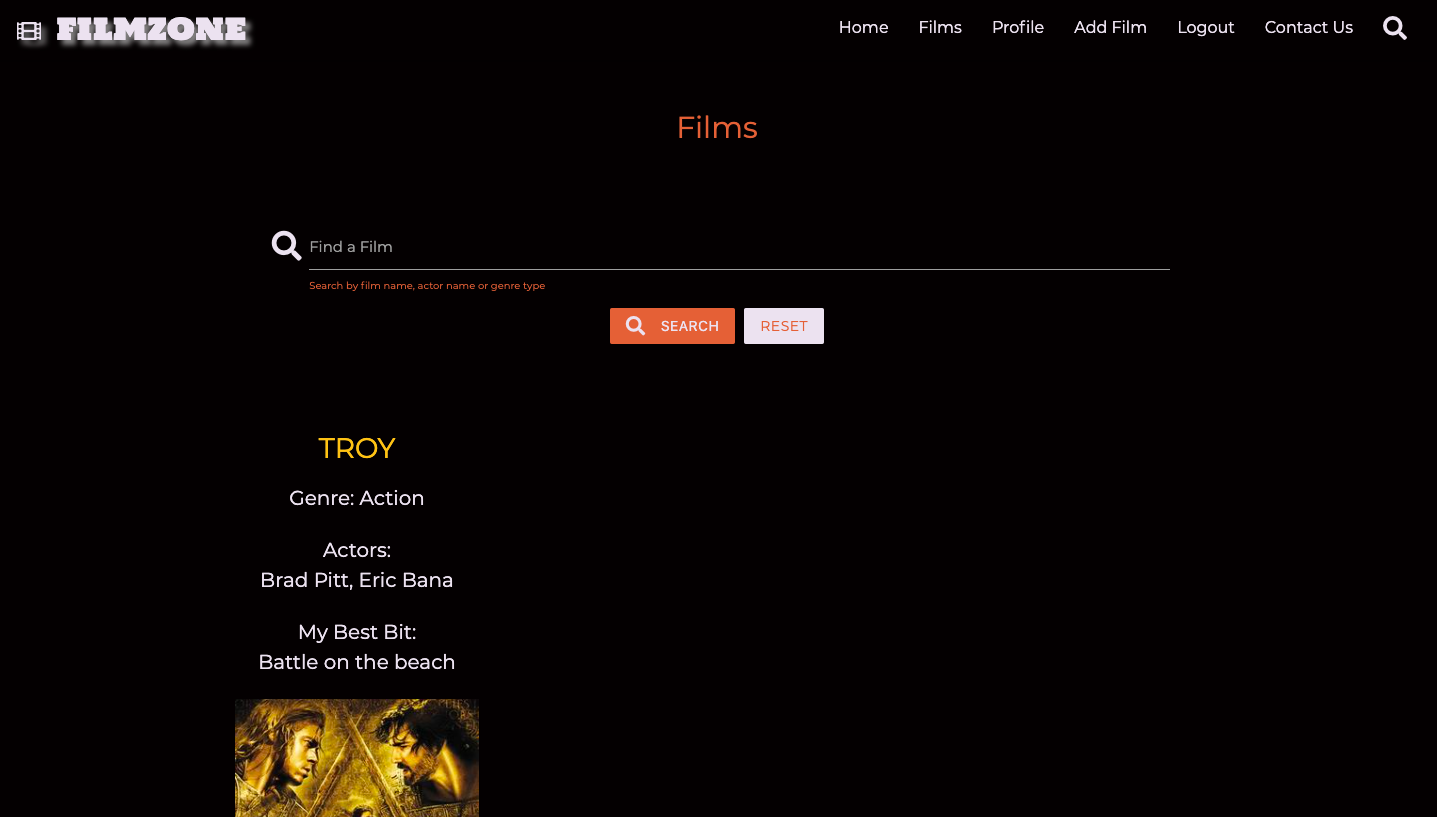 FILMZONE
Home Films Profile Add Film Logout Contact Us
Films
Find a Film
Search by film name, actor name or genre type
SEARCH RESET
TROY
Genre: Action
Actors:
Brad Pitt, Eric Bana
My Best Bit:
Battle on the beach